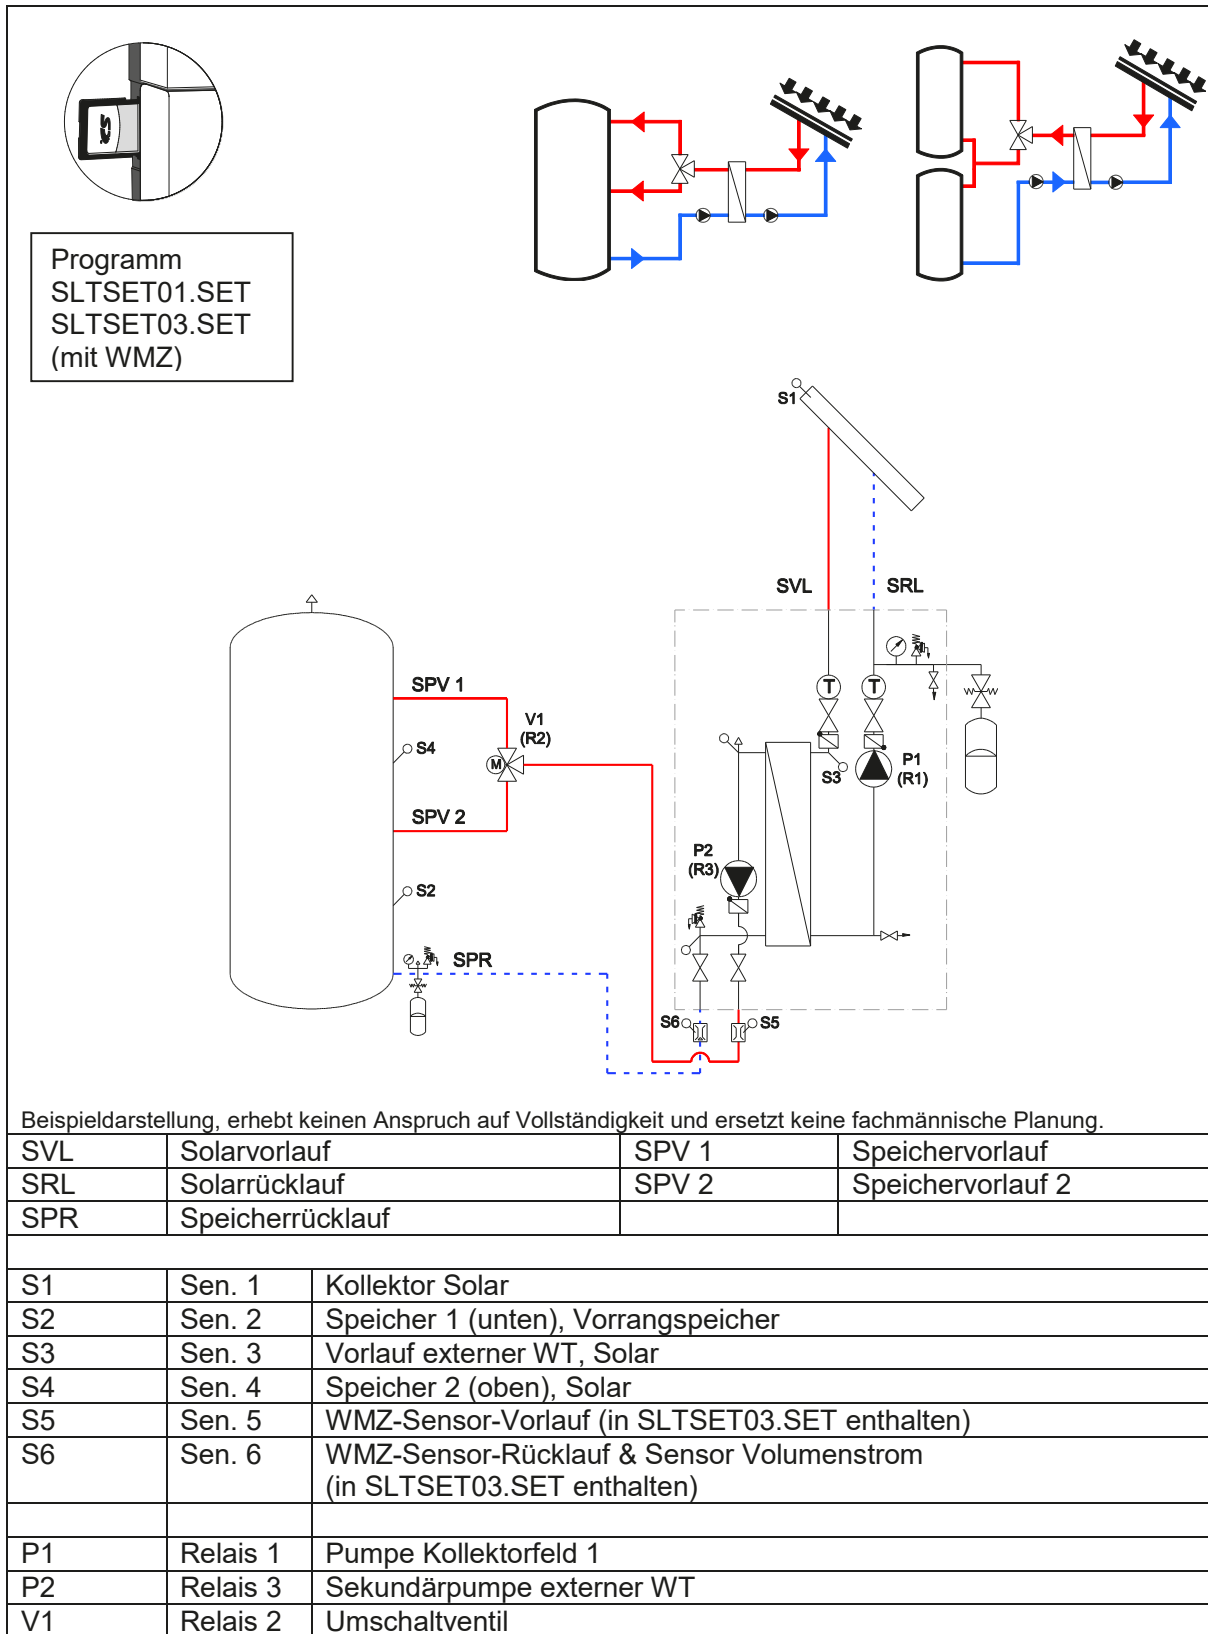 Programm
SLTSET01.SET
SLTSET03.SET
(mit WMZ)
S1
SVL SRL
SPV 1
V1
(R2)
S4
M
SPV 2
T T
S3
P1
(R1)
P2
(R3)
S2
SPR
S6 S5
Beispieldarstellung, erhebt keinen Anspruch auf Vollständigkeit und ersetzt keine fachmännische Planung.
SVL Solarvorlauf SPV 1 Speichervorlauf
SRL Solarrücklauf SPV 2 Speichervorlauf 2
SPR Speicherrücklauf
S1 Sen. 1 Kollektor Solar
S2 Sen. 2 Speicher 1 (unten), Vorrangspeicher
S3 Sen. 3 Vorlauf externer WT, Solar
S4 Sen. 4 Speicher 2 (oben), Solar
S5 Sen. 5 WMZ-Sensor-Vorlauf (in SLTSET03.SET enthalten)
S6 Sen. 6 WMZ-Sensor-Rücklauf & Sensor Volumenstrom
(in SLTSET03.SET enthalten)
P1 Relais 1 Pumpe Kollektorfeld 1
P2 Relais 3 Sekundärpumpe externer WT
V1 Relais 2 Umschaltventil